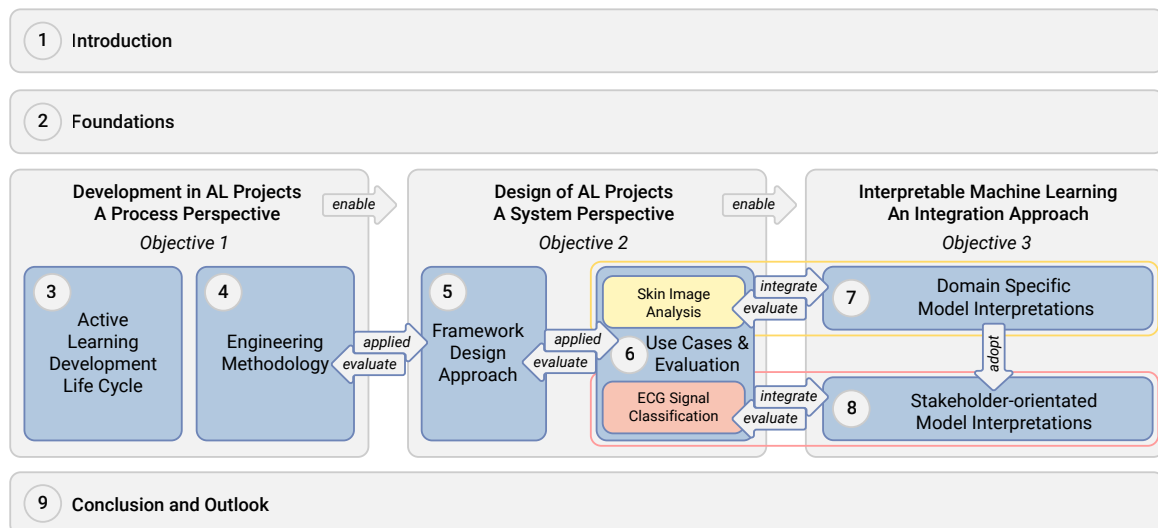 1 Introduction
2 Foundations
Development in AL Projects
A Process Perspective
Objective 1
enable
Design of AL Projects
A System Perspective
Objective 2
enable
Interpretable Machine Learning
An Integration Approach
Objective 3
3
Active
Learning
Development
Life Cycle
4
Engineering
Methodology
applied
evaluate
5
Framework
Design
Approach
applied
evaluate
Skin Image
Analysis
6 Use Cases &
Evaluation
ECG Signal
Classification
integrate
evaluate
7
Domain Specific
Model Interpretations
adopt
integrate
evaluate
8
Stakeholder-orientated
Model Interpretations
9 Conclusion and Outlook